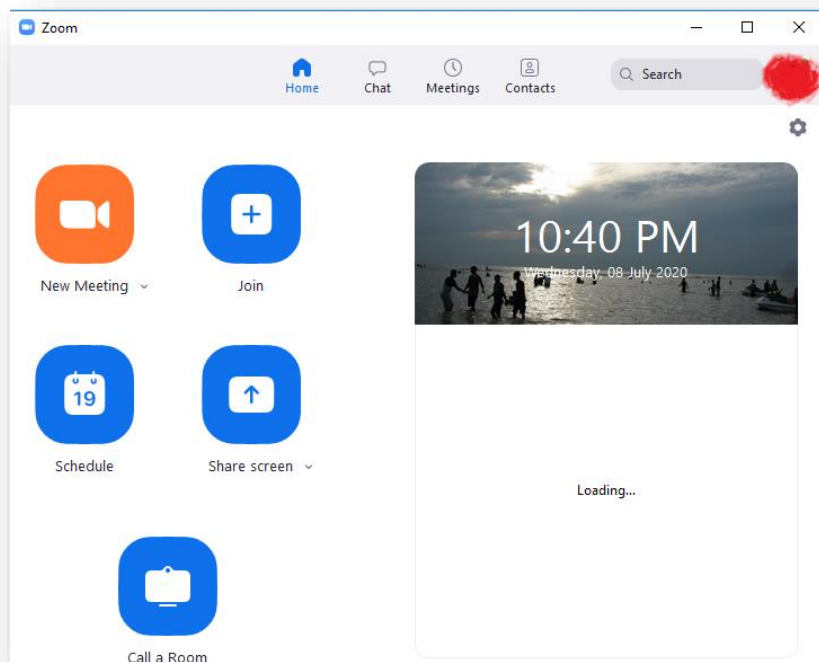 Zoom
Home
Chat
Meetings
Contacts
Search
10:40 PM
Wednesday, 08 July 2020
New Meeting
Join
19
Schedule
Share screen
Loading...
Call a Room